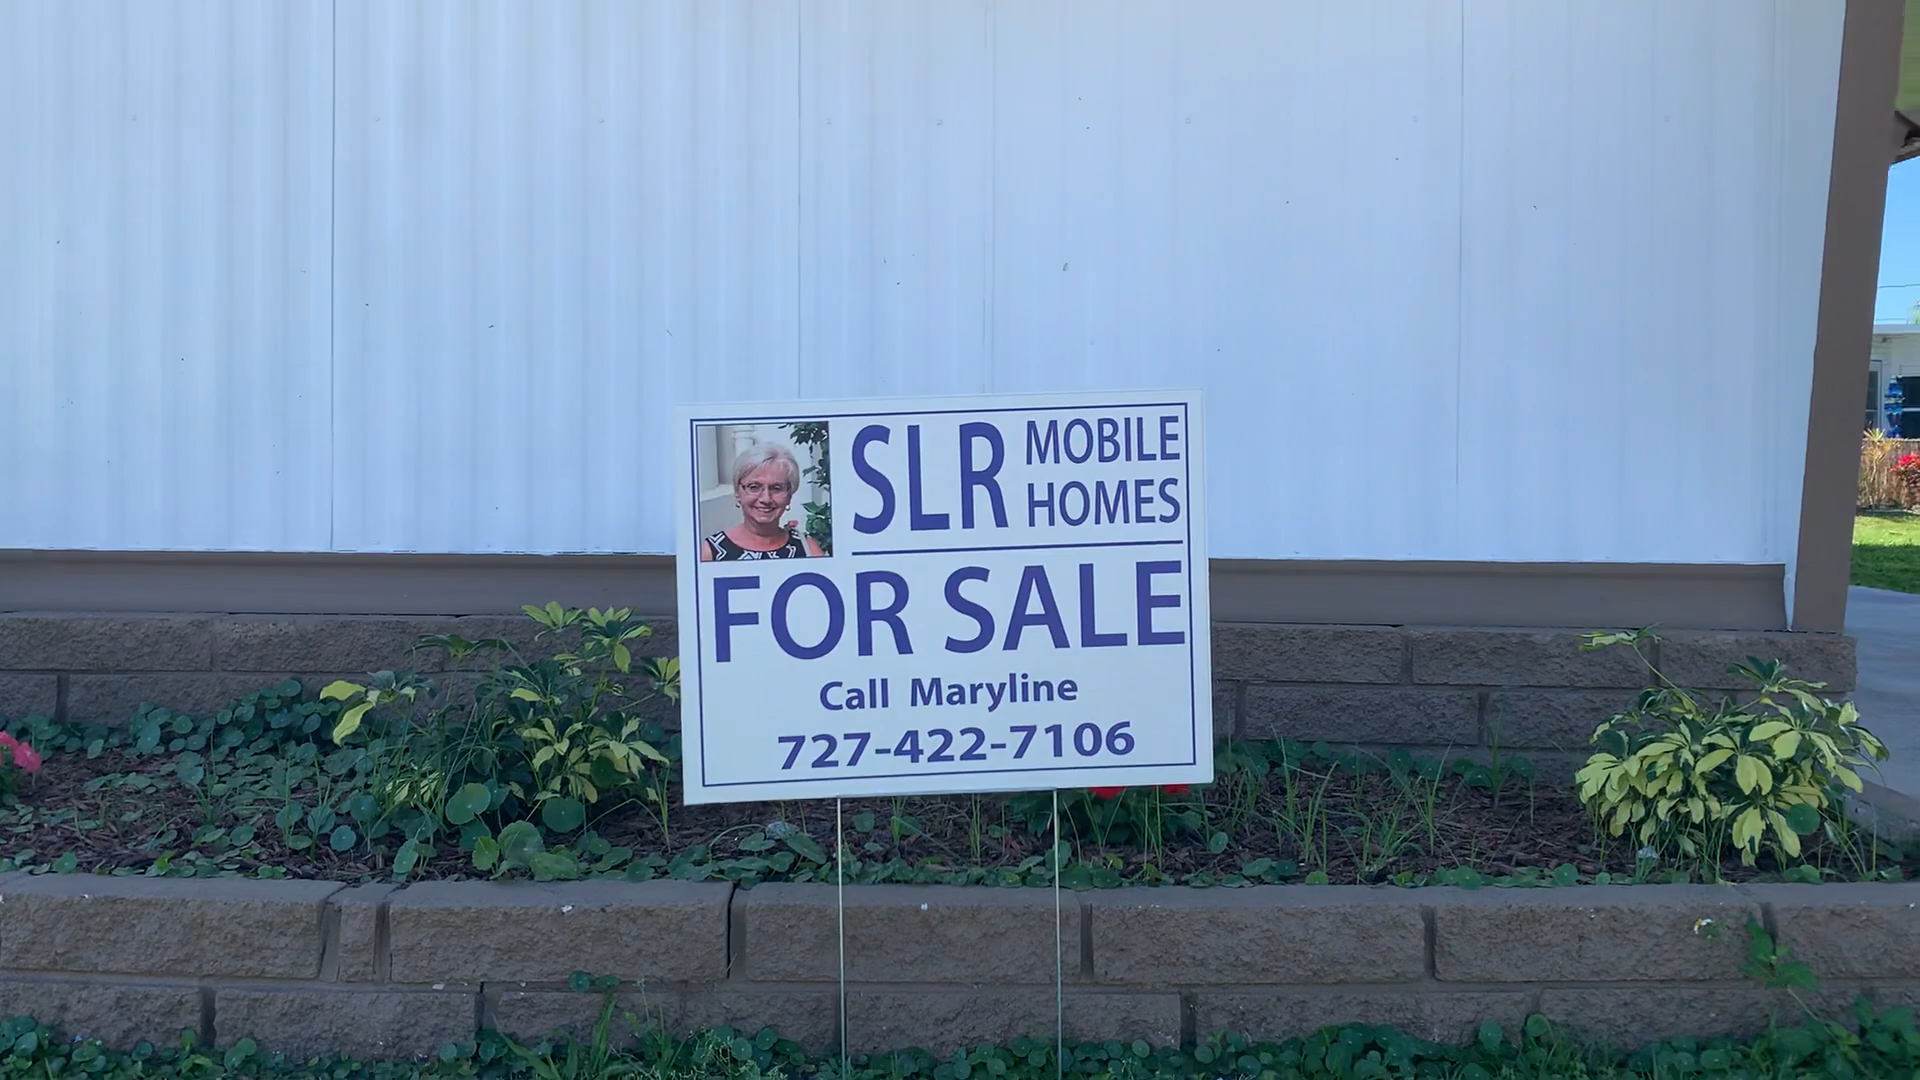 SLR MOBILE
HOMES
FOR SALE
Call Maryline
727-422-7106